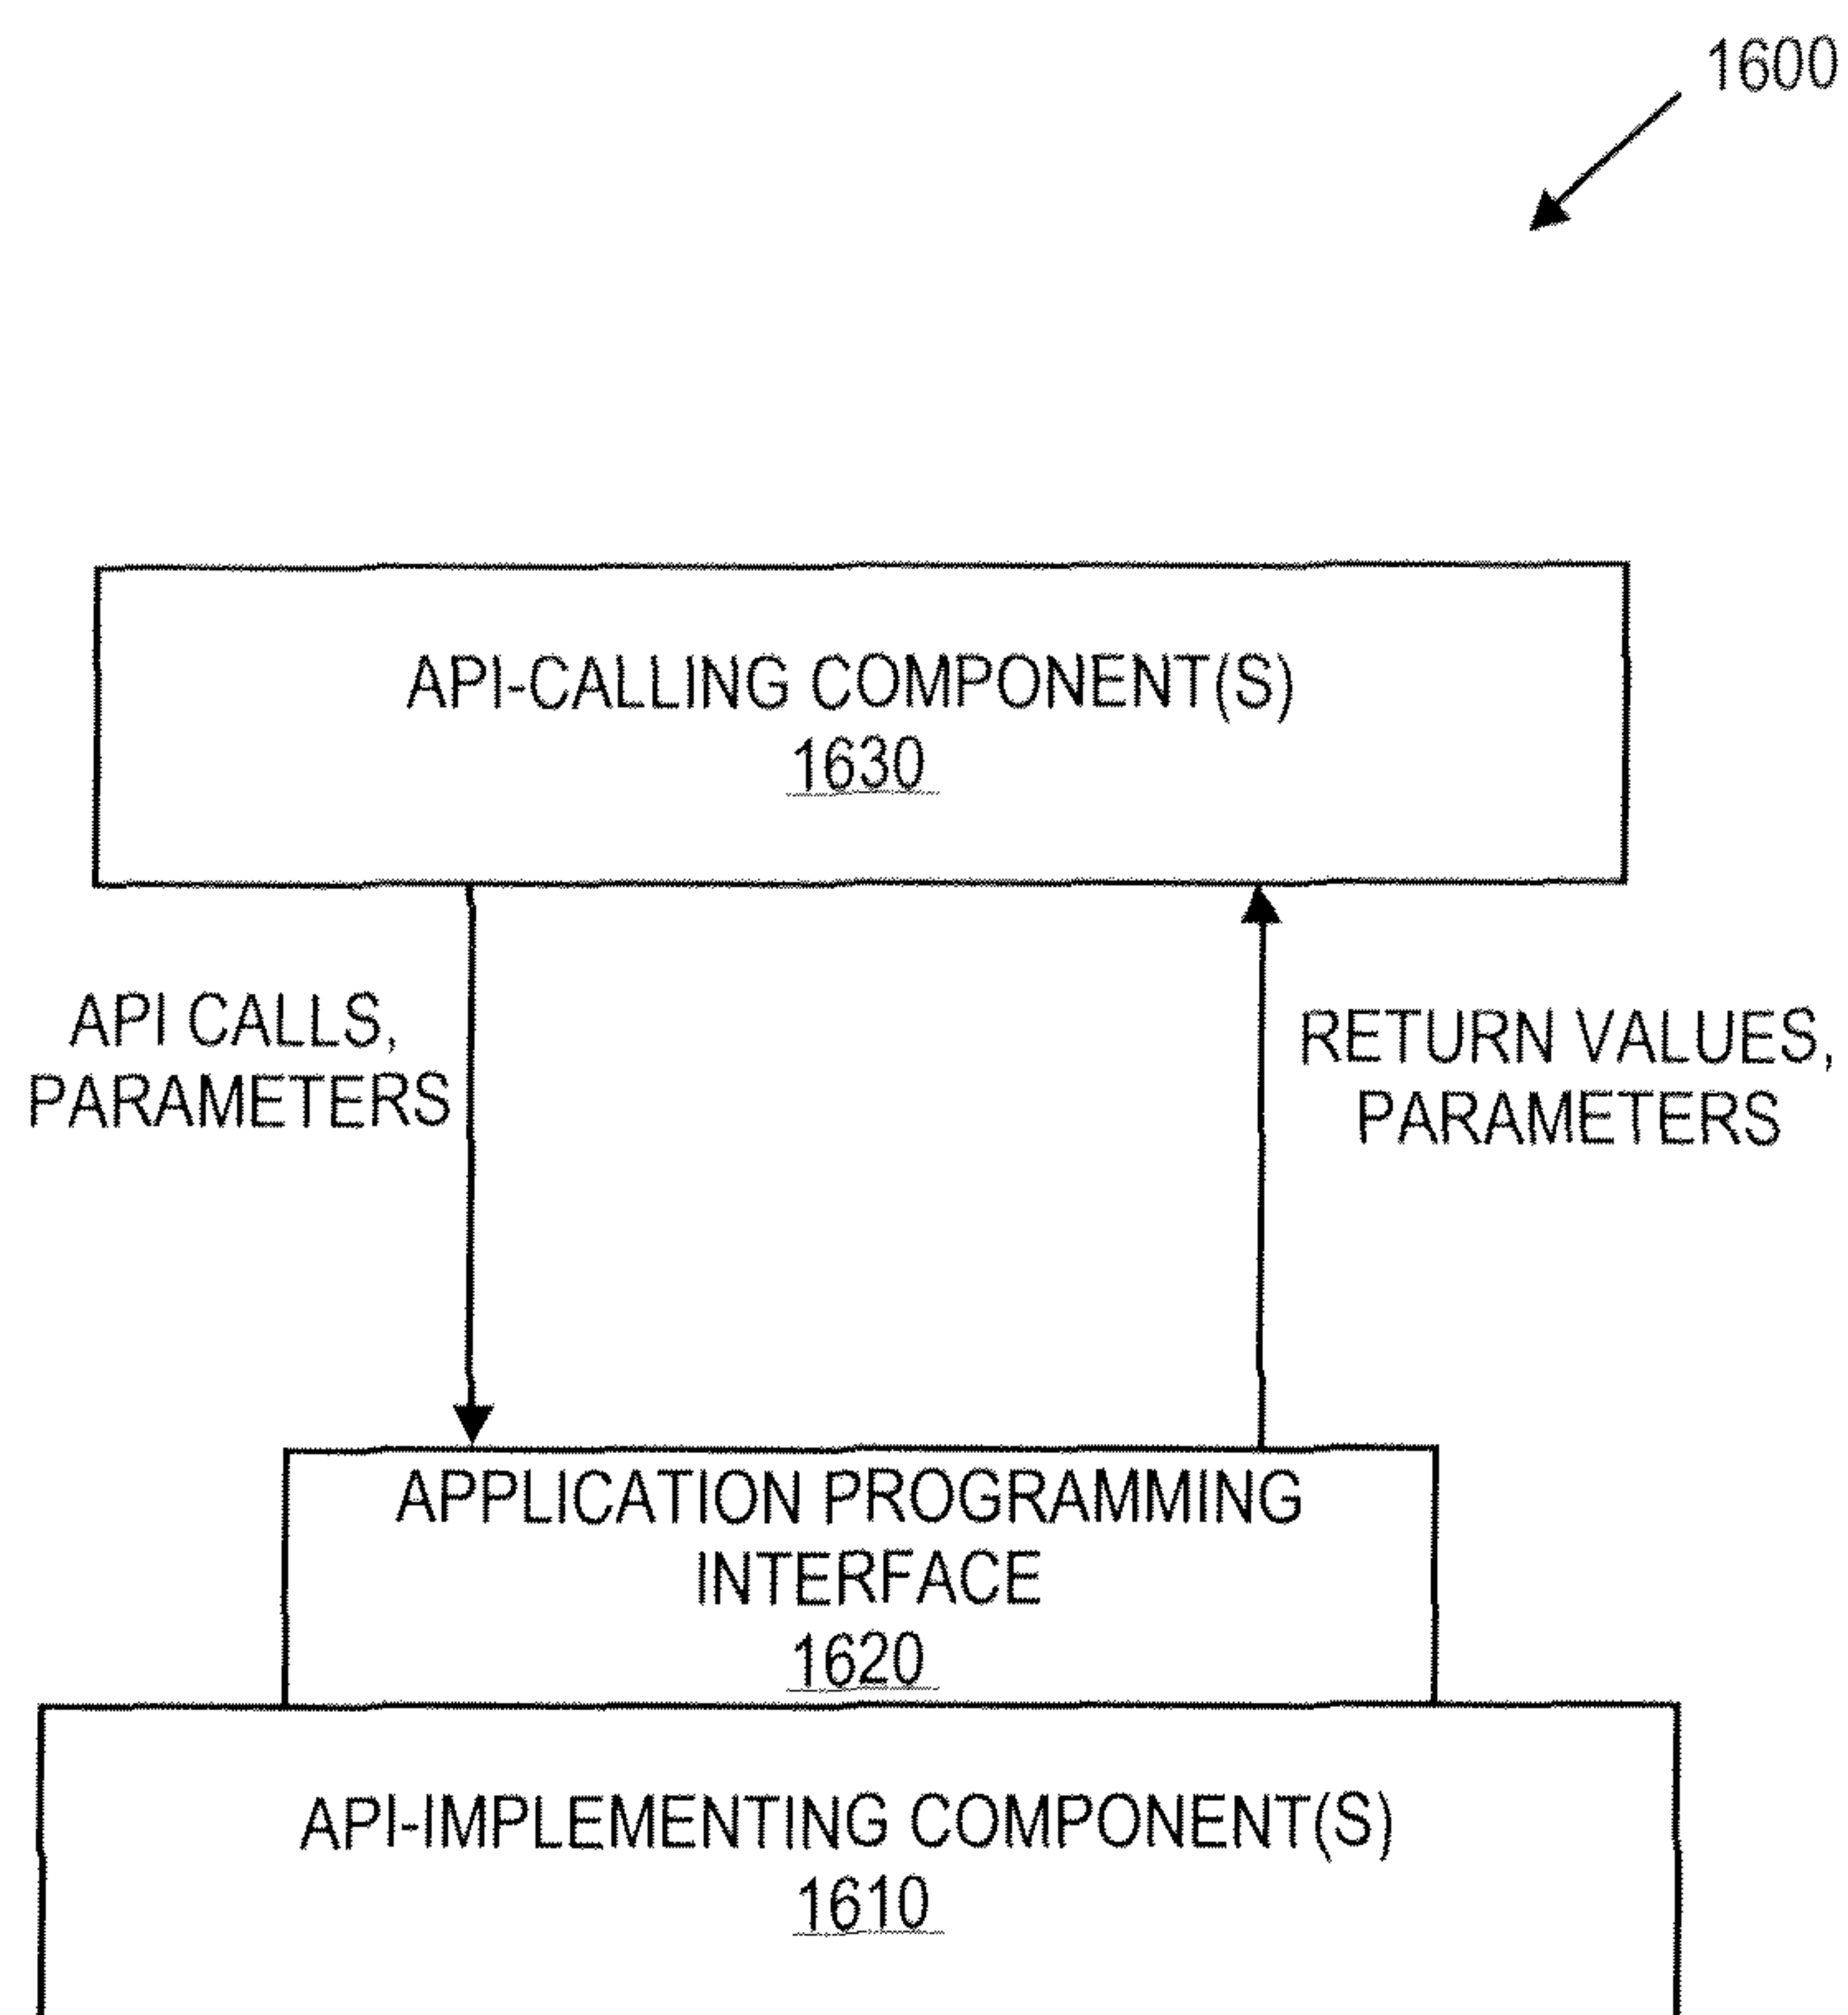 1600
API-CALLING COMPONENT(S)
1630
API CALLS,
PARAMETERS
RETURN VALUES,
PARAMETERS
APPLICATION PROGRAMMING
INTERFACE
1620
API-IMPLEMENTING COMPONENT(S)
1610